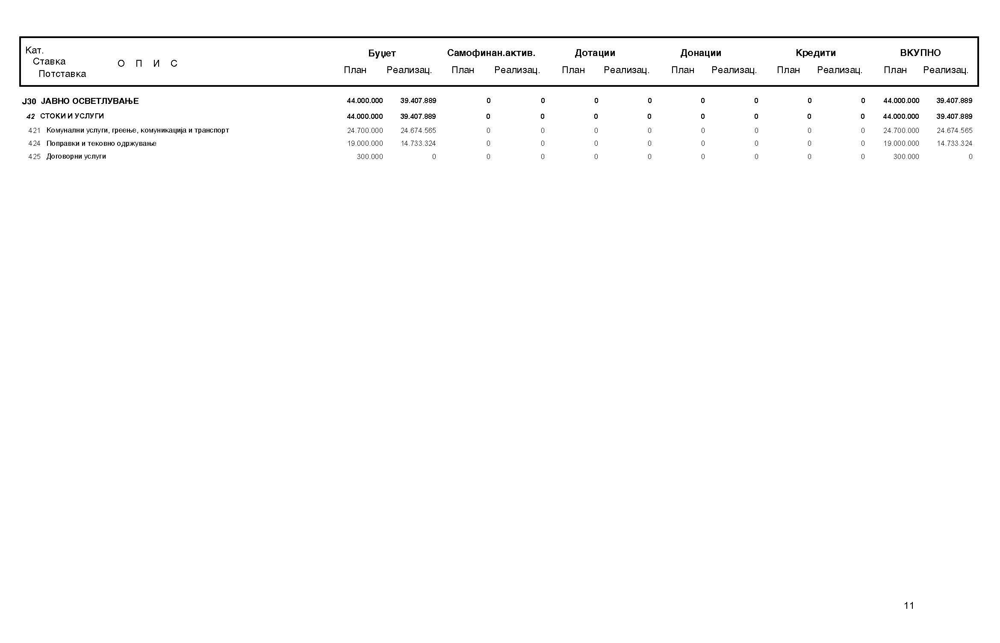 Кат.
Ставка
Потставка
О П И С
Буџет Самофинан.актив. Дотации Донации Кредити ВКУПНО
План Реализац. План Реализац. План Реализац. План Реализац. План Реализац. План Реализац.
Ј30 ЈАВНО ОСВЕТЛУВАЊЕ 44.000.000 39.407.889 0 0 0 0 0 0 0 0 44.000.000 39.407.889
42 СТОКИ И УСЛУГИ 44.000.000 39.407.889 0 0 0 0 0 0 0 0 44.000.000 39.407.889
421 Комунални услуги, греење, комуникација и транспорт 24.700.000 24.674.565 0 0 0 0 0 0 0 0 24.700.000 24.674.565
424 Поправки и тековно одржување 19.000.000 14.733.324 0 0 0 0 0 0 0 0 19.000.000 14.733.324
425 Договорни услуги 300.000 0 0 0 0 0 0 0 0 0 300.000 0
11